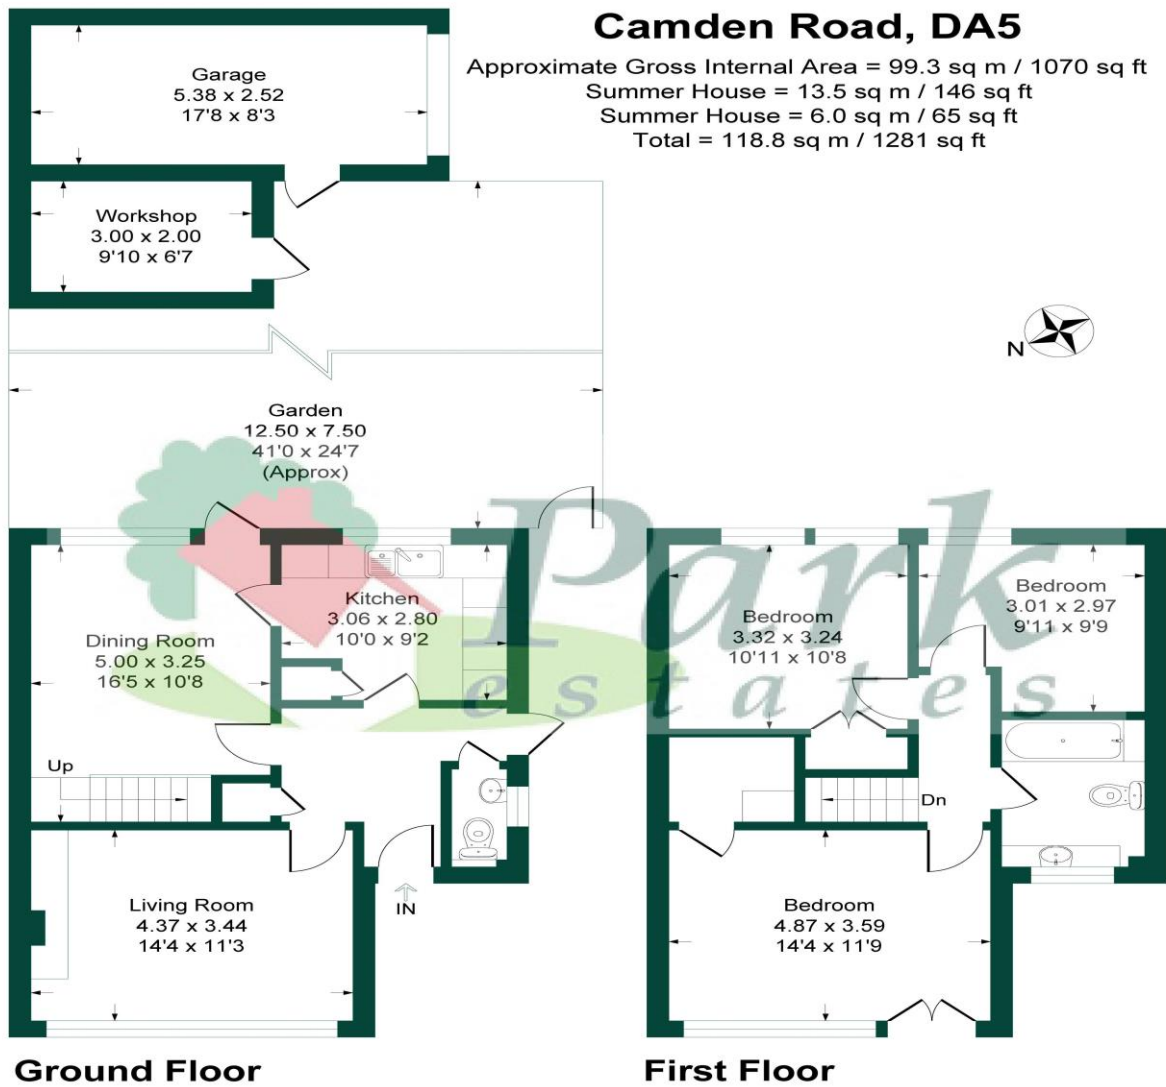 Camden Road, DA5
Approximate Gross Internal Area = 99.3 sq m / 1070 sq ft
Summer House = 13.5 sq m / 146 sq ft
Summer House = 6.0 sq m / 65 sq ft
Total = 118.8 sq m / 1281 sq ft
Garage
5.38 x 2.52
17'8 x 8'3
Workshop
3.00 x 2.00
9'10 x 6'7
N
Garden
12.50 x 7.50
41'0 x 24'7
(Approx)
Kitchen
3.06 x 2.80
10'0 x 9'2
Dining Room
5.00 x 3.25
16'5 x 10'8
Up
Living Room
4.37 x 3.44
14'4 x 11'3
IN
Ground Floor
Bedroom
3.32 x 3.24
10'11 x 10'8
Bedroom
3.01 x 2.97
9'11 x 9'9
Dn
Bedroom
4.87 x 3.59
14'4 x 11'9
First Floor
Park
estates